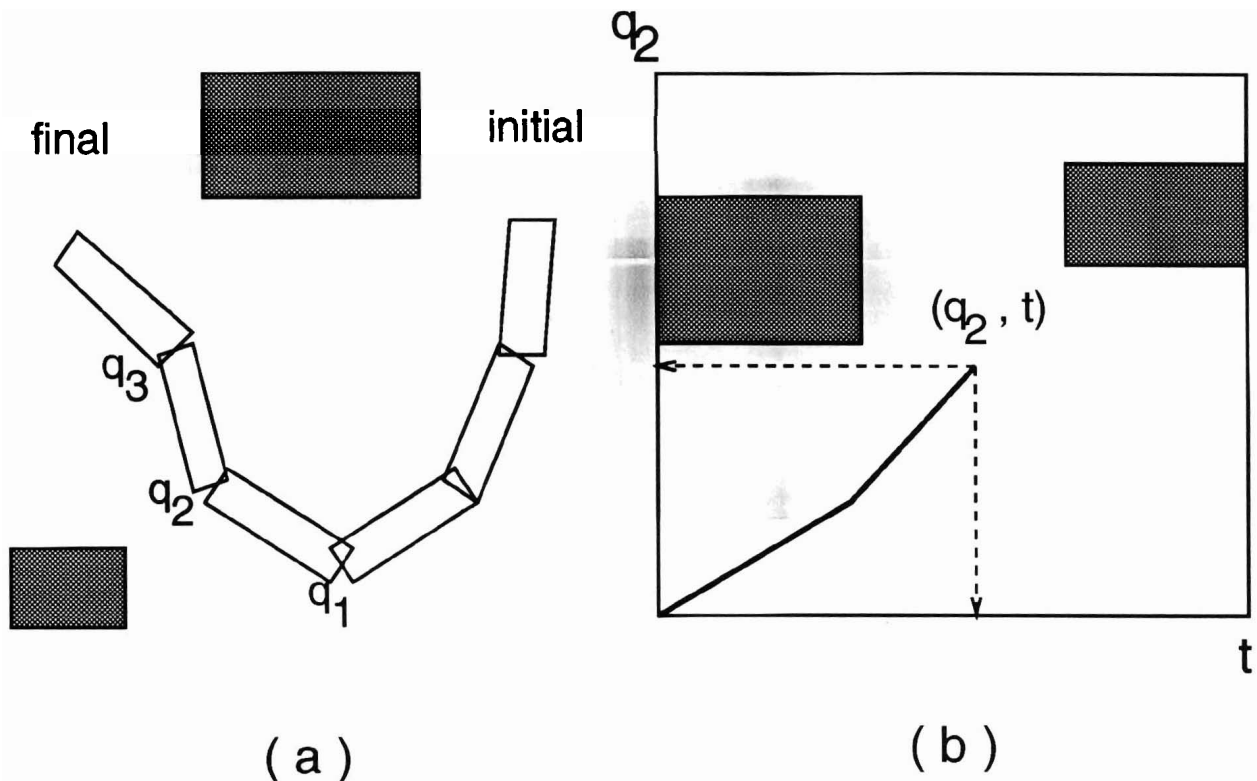 final
initial
q3
q2
q1
( a )
q2
(q2 , t)
t
( b )